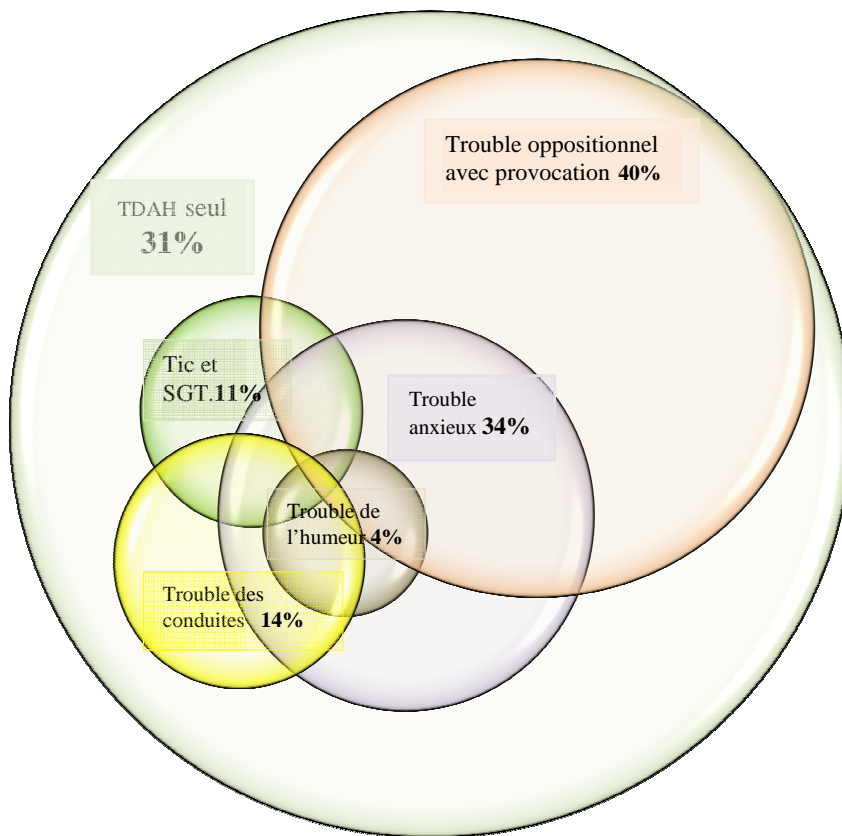 Trouble oppositionnel
avec provocation 40%
TDAH seul
31%
Tic et
SGT.11%
Trouble
anxieux 34%
Trouble de
l’humeur 4%
Trouble des
conduites 14%